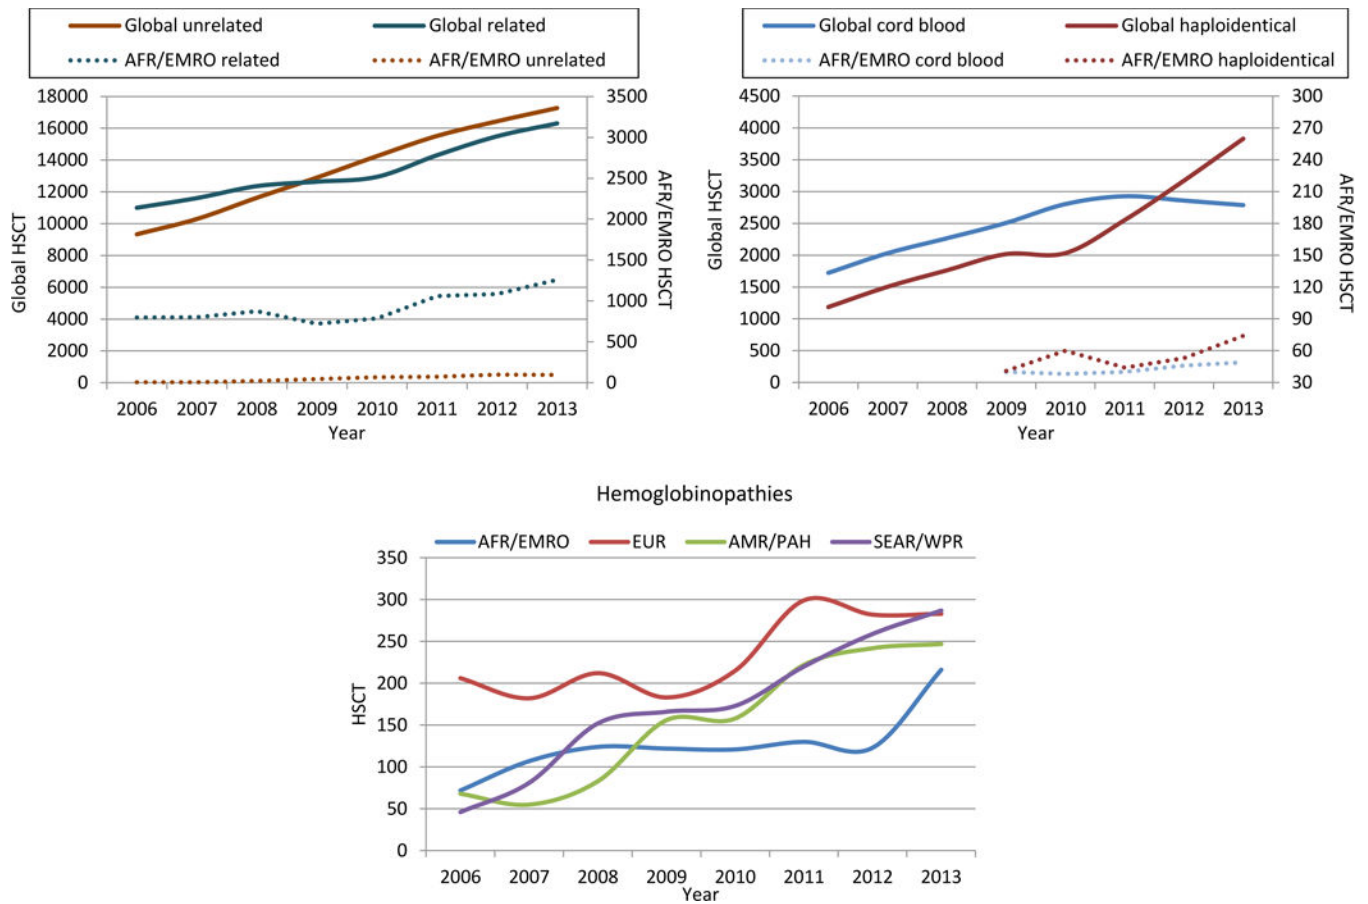 Global unrelated Global related
AFR/EMRO related AFR/EMRO unrelated
18000 3500
16000 3000
14000 2500
12000 2000
10000 1500
8000 1000
6000 500
4000 0
2000
0
Global HSCT
AFR/EMRO HSCT
2006 2007 2008 2009 2010 2011 2012 2013
Year
Global cord blood Global haploidentical
AFR/EMRO cord blood AFR/EMRO haploidentical
4500 300
4000 270
3500 240
3000 210
2500 180
2000 150
1500 120
1000 90
500 60
0 30
Global HSCT
AFR/EMRO HSCT
2006 2007 2008 2009 2010 2011 2012 2013
Year
Hemoglobinopathies
AFR/EMRO EUR AMR/PAH SEAR/WPR
350
300
250
200
150
100
50
0
HSCT
2006 2007 2008 2009 2010 2011 2012 2013
Year